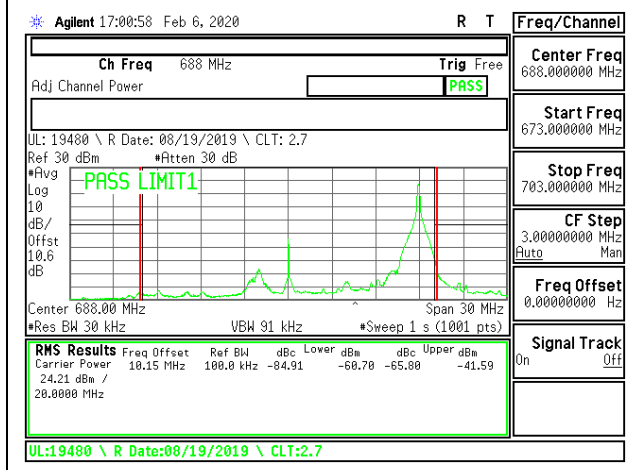 Agilent 17:00:58 Feb 6, 2020 R T
Freq/Channel
Ch Freq 688 MHz Trig Free
Adj Channel Power PASS
UL: 19480 \ R Date: 08/19/2019 \ CLT: 2.7
Ref 30 dBm #Atten 30 dB
#Avg
Log
10
dB/
Offst
10.6
dB
PASS LIMIT1
Center 688.00 MHz Span 30 MHz
#Res BW 30 kHz VBW 91 kHz #Sweep 1 s (1001 pts)
RMS Results Freq Offset Ref BW dBc Lower dBm dBc Upper dBm
Carrier Power 10.15 MHz 100.0 kHz -84.91 -60.70 -65.80 -41.59
24.21 dBm /
20.0000 MHz
Center Freq
688.000000 MHz
Start Freq
673.000000 MHz
Stop Freq
703.000000 MHz
CF Step
3.00000000 MHz
Auto Man
Freq Offset
0.00000000 Hz
Signal Track
On Off
UL:19480 \ R Date:08/19/2019 \ CLT:2.7